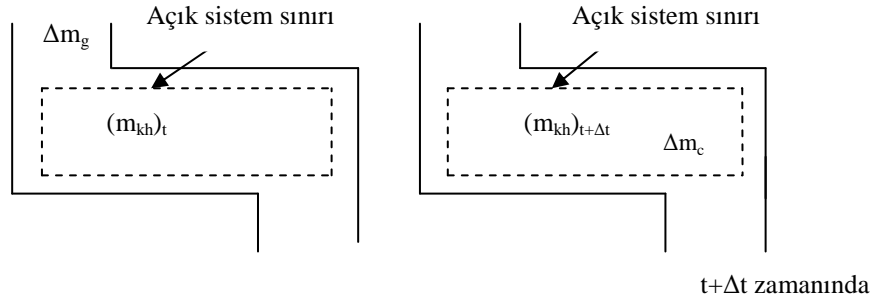 Açık sistem sınırı
Δm_g
(m_kh)_t
Açık sistem sınırı
(m_kh)_t+Δt
Δm_c
t+Δt zamanında